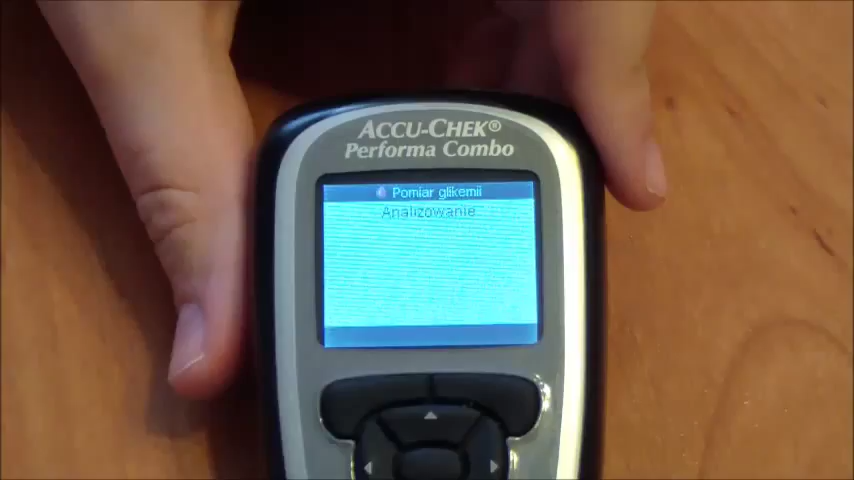 ACCU-CHEK®
Performa Combo
Pomiar glikemii
Analizowanie